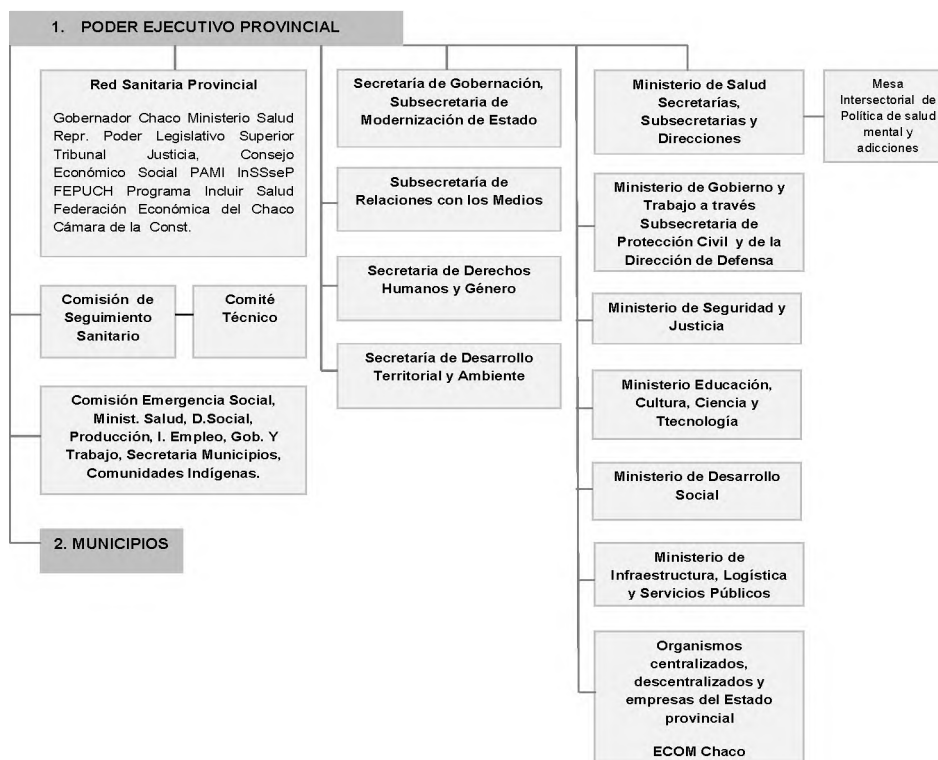 1. PODER EJECUTIVO PROVINCIAL
Red Sanitaria Provincial
Gobernador Chaco Ministerio Salud
Repr. Poder Legislativo Superior
Tribunal Justicia, Consejo
Económico Social PAMI InSSseP
FEPUCH Programa Incluir Salud
Federación Económica del Chaco
Cámara de la Const.
Comisión de
Seguimiento
Sanitario
Comité
Técnico
Comisión Emergencia Social,
Minist. Salud, D.Social,
Producción, I. Empleo, Gob. Y
Trabajo, Secretaria Municipios,
Comunidades Indígenas.
2. MUNICIPIOS
Secretaría de Gobernación,
Subsecretaria de
Modernización de Estado
Subsecretaría de
Relaciones con los Medios
Secretaria de Derechos
Humanos y Género
Secretaría de Desarrollo
Territorial y Ambiente
Ministerio de Salud
Secretarías,
Subsecretarias y
Direcciones
Mesa
Intersectorial de
Política de salud
mental y
adicciones
Ministerio de Gobierno y
Trabajo a través
Subsecretaria de
Protección Civil y de la
Dirección de Defensa
Ministerio de Seguridad y
Justicia
Ministerio Educación,
Cultura, Ciencia y
Ttecnología
Ministerio de Desarrollo
Social
Ministerio de
Infraestructura, Logística
y Servicios Públicos
Organismos
centralizados,
descentralizados y
empresas del Estado
provincial
ECOM Chaco